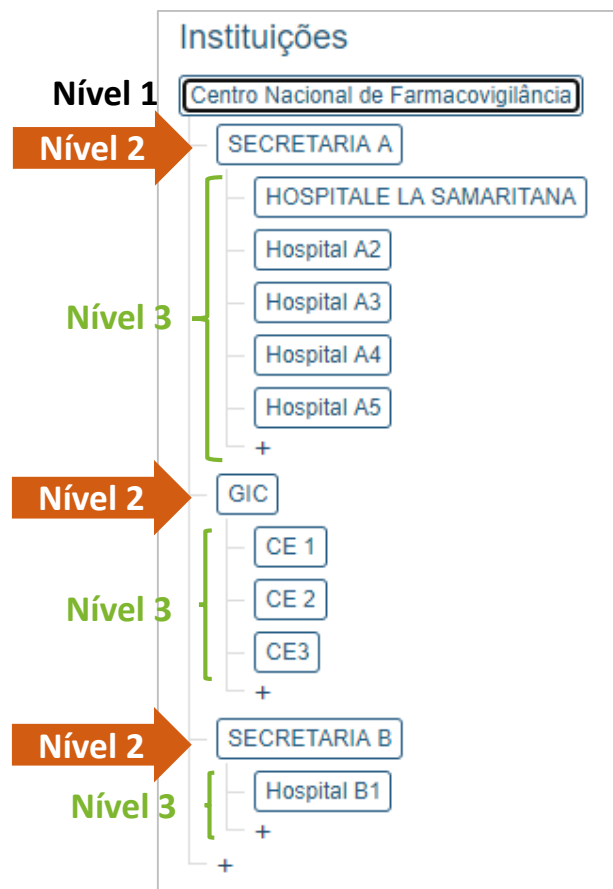 Instituições
Nível 1 Centro Nacional de Farmacovigilância
Nível 2 SECRETARIA A
HOSPITALE LA SAMARITANA
Hospital A2
Nível 3 Hospital A3
Hospital A4
Hospital A5
+
Nível 2 GIC
CE 1
Nível 3 CE 2
CE3
+
Nível 2 SECRETARIA B
Nível 3 Hospital B1
+
+